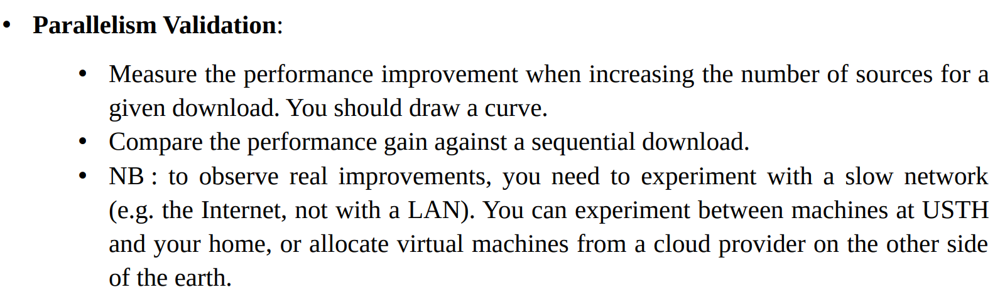 • Parallelism Validation:
• Measure the performance improvement when increasing the number of sources for a
given download. You should draw a curve.
• Compare the performance gain against a sequential download.
• NB : to observe real improvements, you need to experiment with a slow network
(e.g. the Internet, not with a LAN). You can experiment between machines at USTH
and your home, or allocate virtual machines from a cloud provider on the other side
of the earth.